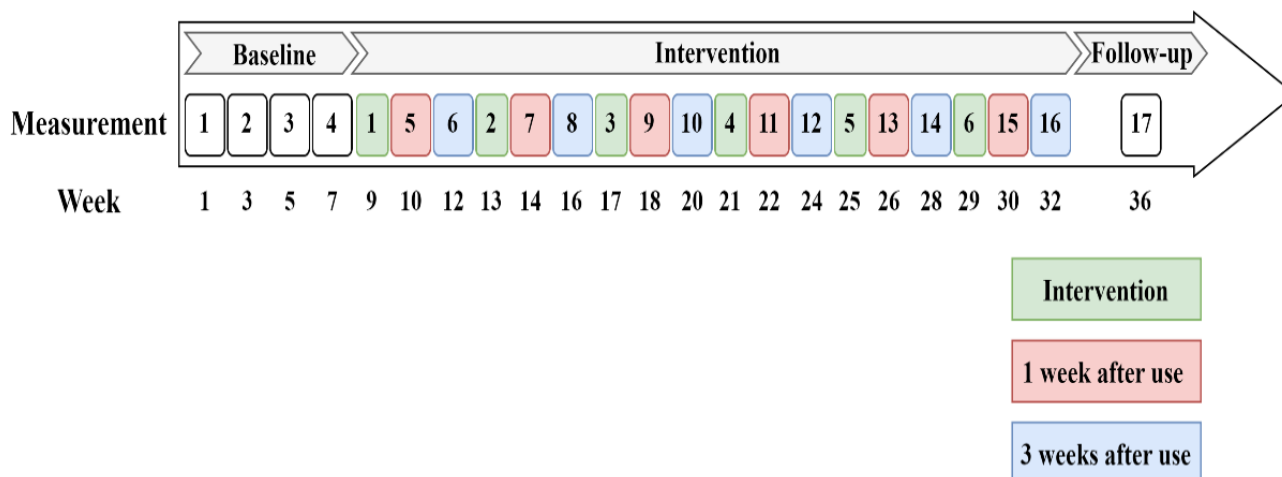 Baseline Intervention Follow-up
Measurement 1 2 3 4 1 5 6 2 7 8 3 9 10 4 11 12 5 13 14 6 15 16 17
Week 1 3 5 7 9 10 12 13 14 16 17 18 20 21 22 24 25 26 28 29 30 32 36
Intervention
1 week after use
3 weeks after use